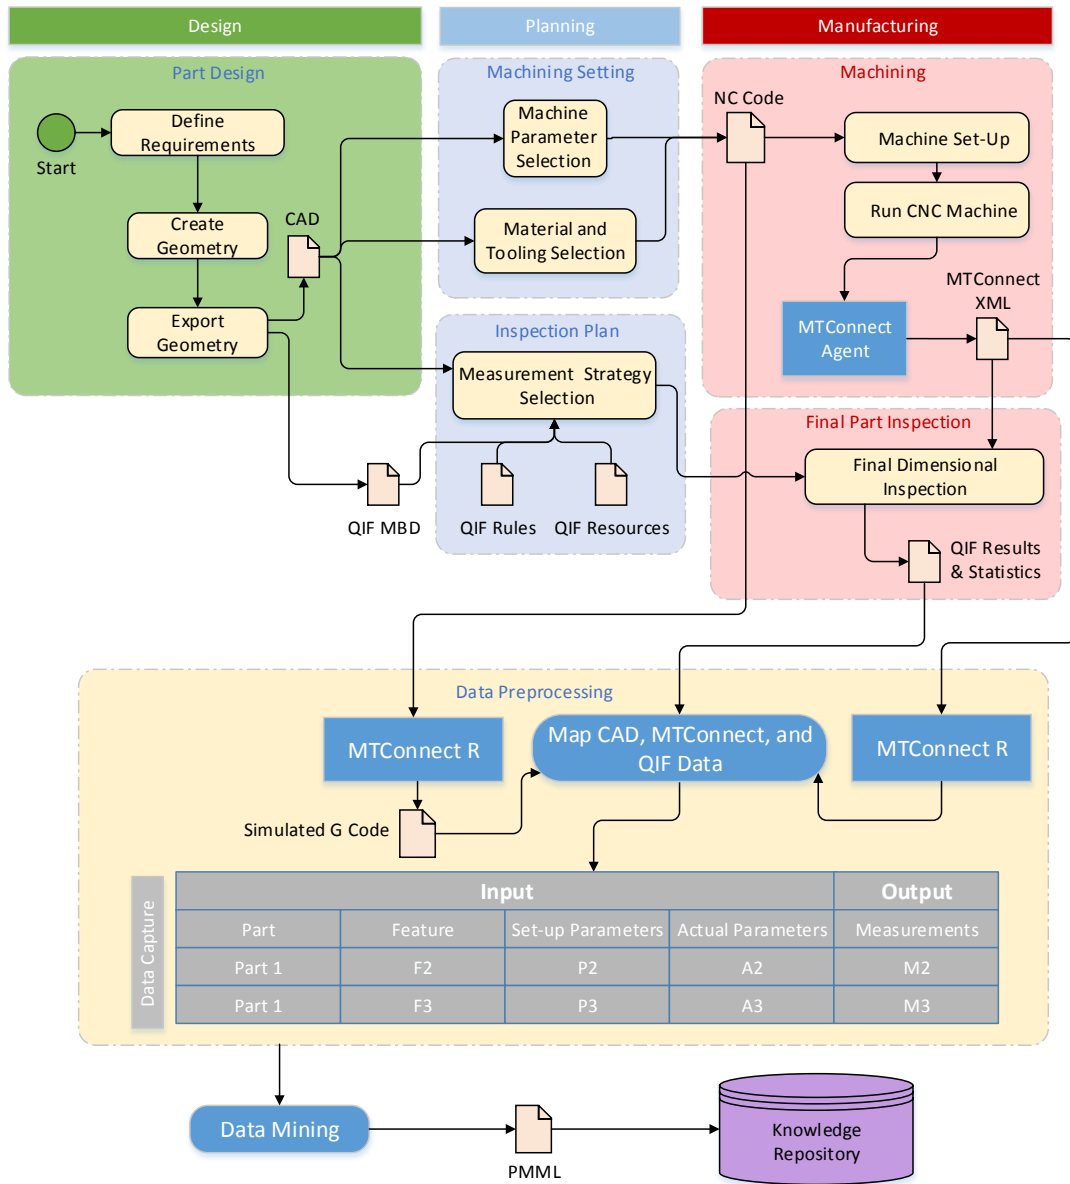 Design
Planning
Manufacturing
Part Design
Start
Define
Requirements
Create
Geometry
Export
Geometry
CAD
QIF MBD
Machining Setting
Machine
Parameter
Selection
Material and
Tooling Selection
Inspection Plan
Measurement Strategy
Selection
QIF Rules
QIF Resources
Machining
NC Code
Machine Set-Up
Run CNC Machine
MTConnect
Agent
MTConnect
XML
Final Part Inspection
Final Dimensional
Inspection
QIF Results
& Statistics
Data Preprocessing
MTConnect R
Map CAD, MTConnect, and
QIF Data
MTConnect R
Simulated G Code
Data Capture
Input Output
Part Feature Set-up Parameters Actual Parameters Measurements
Part 1 F2 P2 A2 M2
Part 1 F3 P3 A3 M3
Data Mining
PMML
Knowledge
Repository